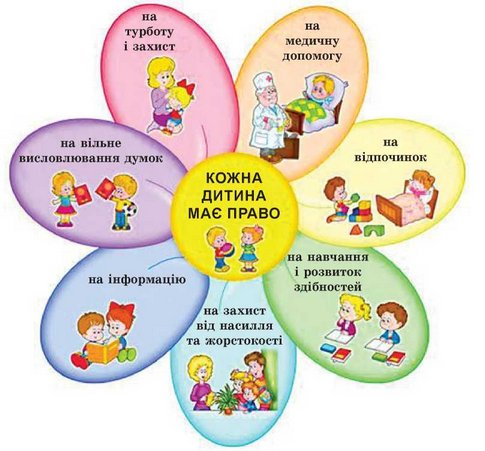 КОЖНА
ДИТИНА
МАЄ ПРАВО
на
турботу
і захист
на
медичну
допомогу
на
відпочинок
на навчання
і розвиток
здібностей
на захист
від насилля
та жорстокості
на інформацію
на вільне
висловлювання думок